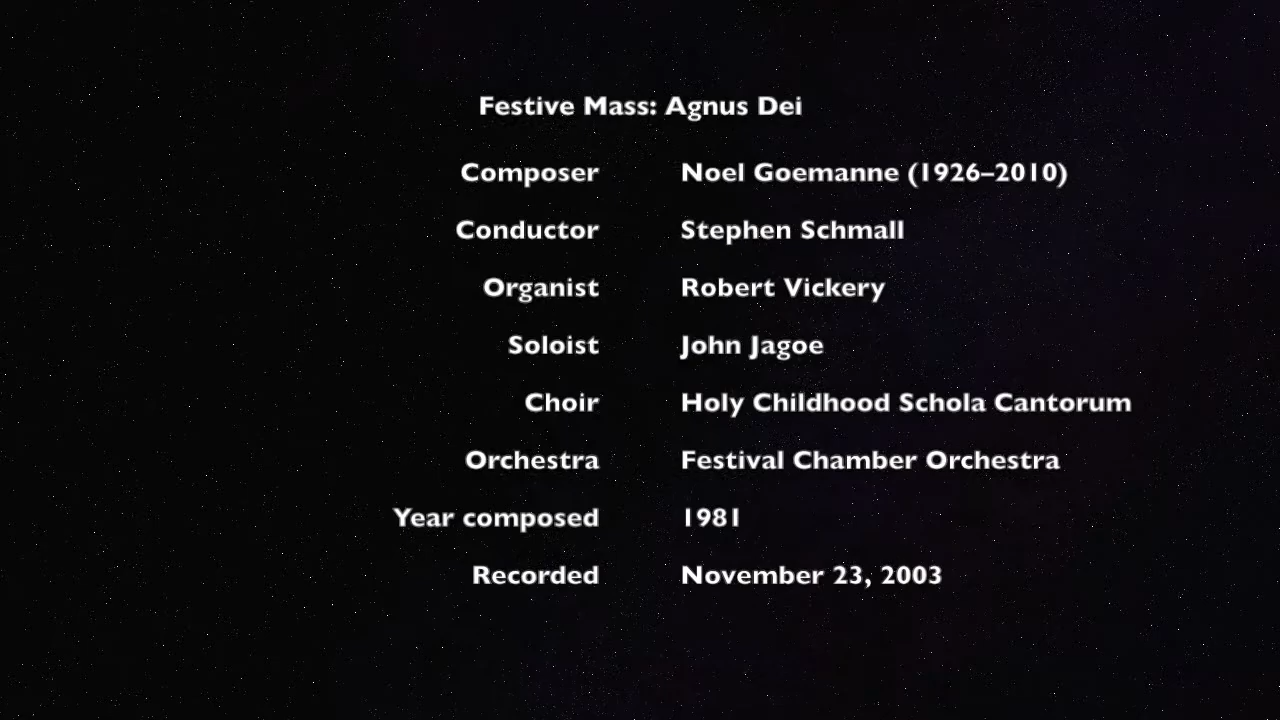 Festive Mass: Agnus Dei
Composer Noel Goemanne (1926–2010)
Conductor Stephen Schmall
Organist Robert Vickery
Soloist John Jagoe
Choir Holy Childhood Schola Cantorum
Orchestra Festival Chamber Orchestra
Year composed 1981
Recorded November 23, 2003